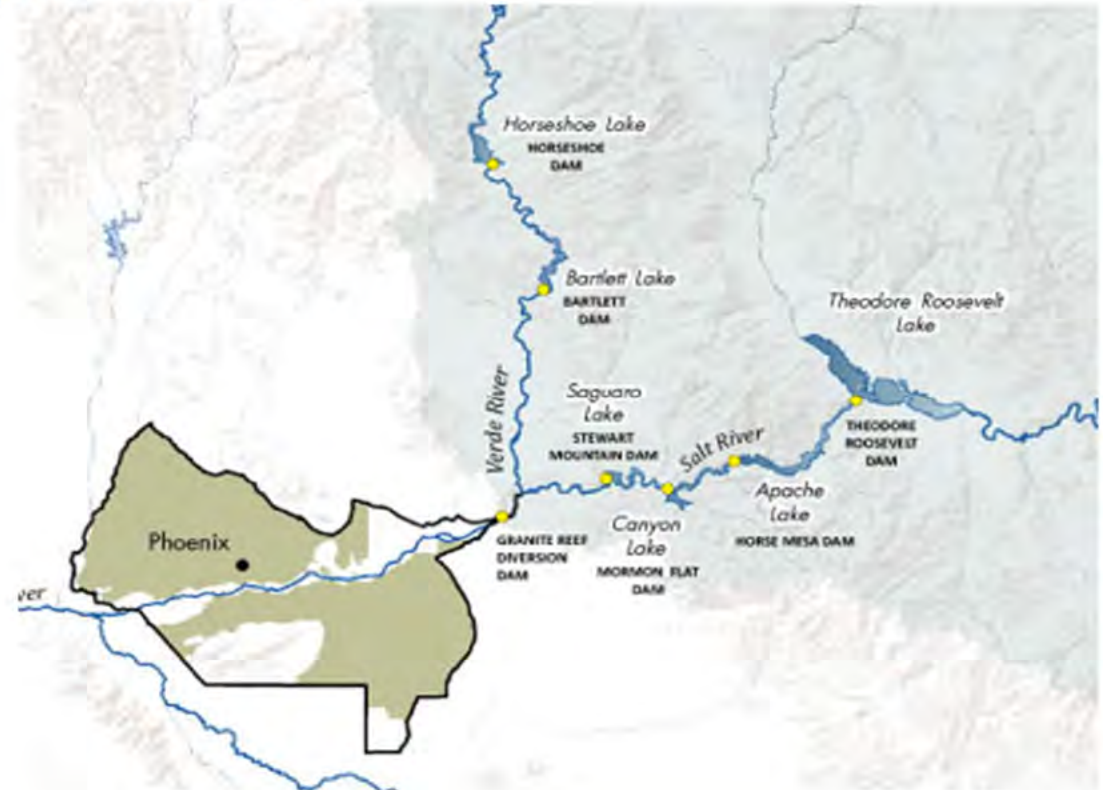 Horseshoe Lake
HORSESHOE
DAM
Bartlett Lake
BARTLETT
DAM
Theodore Roosevelt
Lake
THEODORE
ROOSEVELT
DAM
Verde River
Saguaro
Lake
STEWART
MOUNTAIN DAM
Salt River
Apache
Lake
HORSE MESA DAM
Canyon
Lake
MORMON FLAT
DAM
GRANITE REEF
DIVERSION
DAM
Phoenix
ver